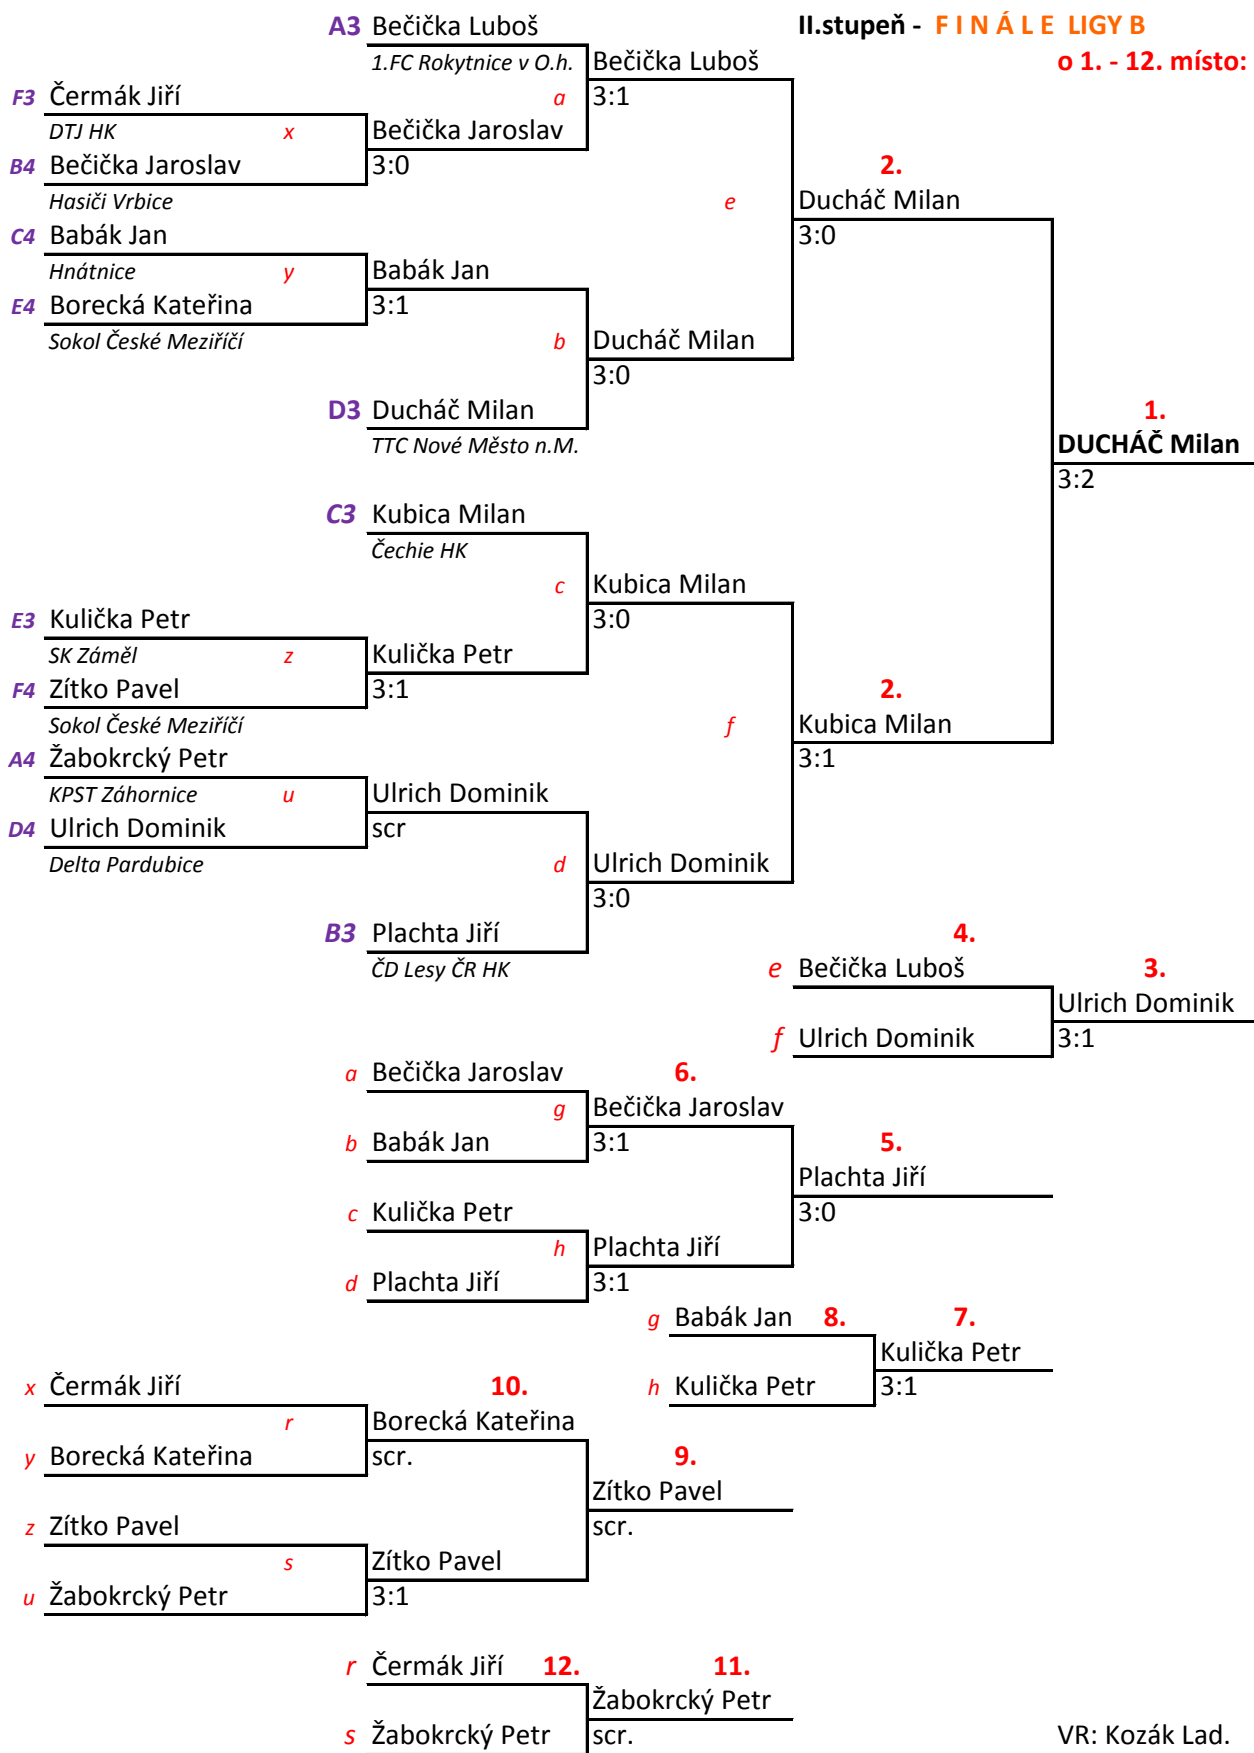 A3 Bečička Luboš
II.stupeň - F I N Á L E LIGY B
1.FC Rokytnice v O.h.
Bečička Luboš
o 1. - 12. místo:
F3 Čermák Jiří
a
3:1
DTJ HK
x
Bečička Jaroslav
B4 Bečička Jaroslav
3:0
2.
Hasiči Vrbice
e
Ducháč Milan
C4 Babák Jan
3:0
Hnátnice
y
Babák Jan
E4 Borecká Kateřina
3:1
Sokol České Meziříčí
b
Ducháč Milan
3:0
D3 Ducháč Milan
1.
TTC Nové Město n.M.
DUCHÁČ Milan
3:2
C3 Kubica Milan
Čechie HK
c
Kubica Milan
E3 Kulička Petr
3:0
SK Záměl
z
Kulička Petr
F4 Zítko Pavel
3:1
2.
Sokol České Meziříčí
f
Kubica Milan
A4 Žabokrcký Petr
3:1
KPST Záhornice
u
Ulrich Dominik
D4 Ulrich Dominik
scr
Delta Pardubice
d
Ulrich Dominik
3:0
B3 Plachta Jiří
4.
ČD Lesy ČR HK
e Bečička Luboš
3.
Ulrich Dominik
f Ulrich Dominik
3:1
a Bečička Jaroslav
6.
g
Bečička Jaroslav
b Babák Jan
3:1
5.
Plachta Jiří
c Kulička Petr
3:0
h
Plachta Jiří
d Plachta Jiří
3:1
g Babák Jan
8.
7.
Kulička Petr
x Čermák Jiří
10.
h Kulička Petr
3:1
r
Borecká Kateřina
y Borecká Kateřina
scr.
9.
Zítko Pavel
z Zítko Pavel
scr.
s
Zítko Pavel
u Žabokrcký Petr
3:1
r Čermák Jiří
12.
11.
Žabokrcký Petr
s Žabokrcký Petr
scr.
VR: Kozák Lad.